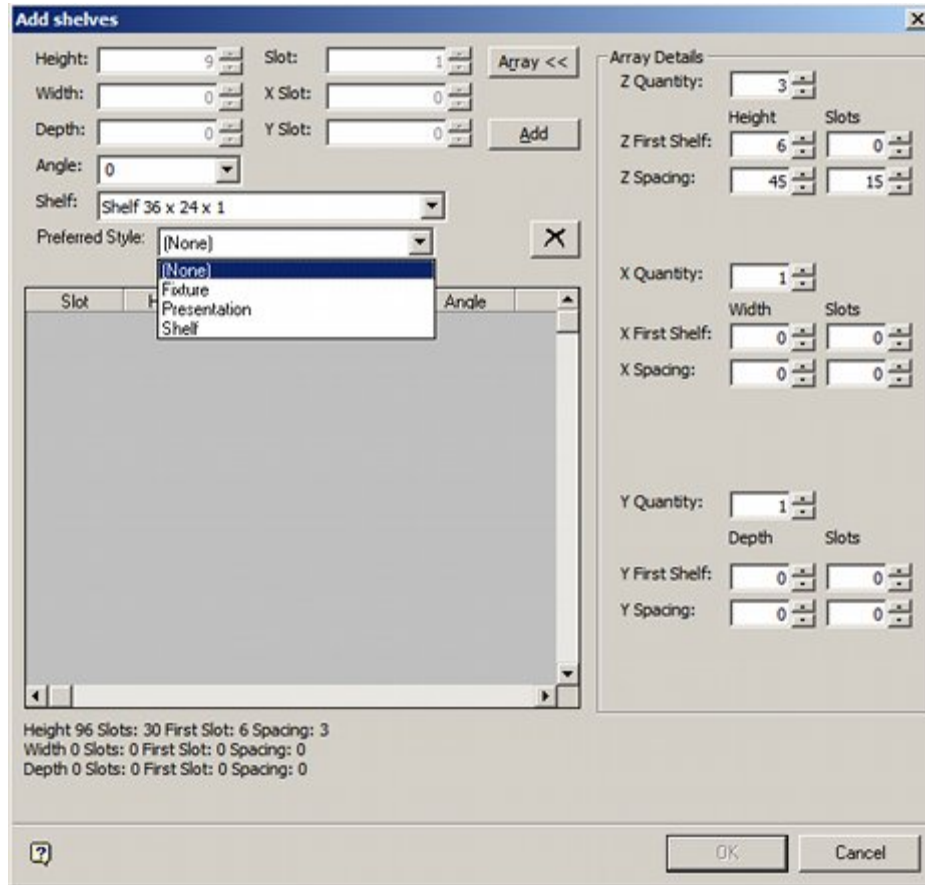 Add shelves
Height: 9 Slot: 1 Array <<
Width: 0 X Slot: 0
Depth: 0 Y Slot: 0 Add
Angle: 0
Shelf: Shelf 36 x 24 x 1
Preferred Style: (None)
(None)
Fixture
Presentation
Shelf
Slot H Angle
Array Details
Z Quantity: 3
Height Slots
Z First Shelf: 6 0
Z Spacing: 45 15
X Quantity: 1
Width Slots
X First Shelf: 0 0
X Spacing: 0 0
Y Quantity: 1
Depth Slots
Y First Shelf: 0 0
Y Spacing: 0 0
Height 96 Slots: 30 First Slot: 6 Spacing: 3
Width 0 Slots: 0 First Slot: 0 Spacing: 0
Depth 0 Slots: 0 First Slot: 0 Spacing: 0
OK Cancel